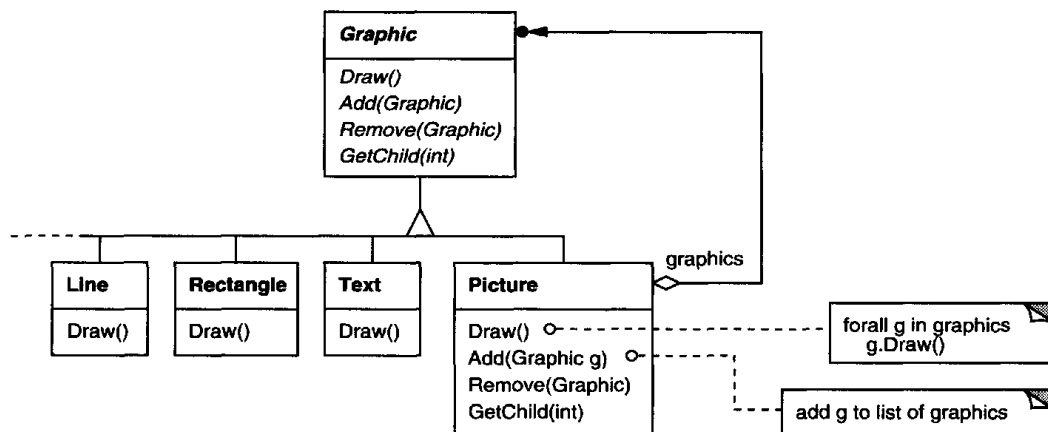 Graphic
Draw()
Add(Graphic)
Remove(Graphic)
GetChild(int)
graphics
Line
Draw()
Rectangle
Draw()
Text
Draw()
Picture
Draw()
Add(Graphic g)
Remove(Graphic)
GetChild(int)
forall g in graphics
g.Draw()
add g to list of graphics